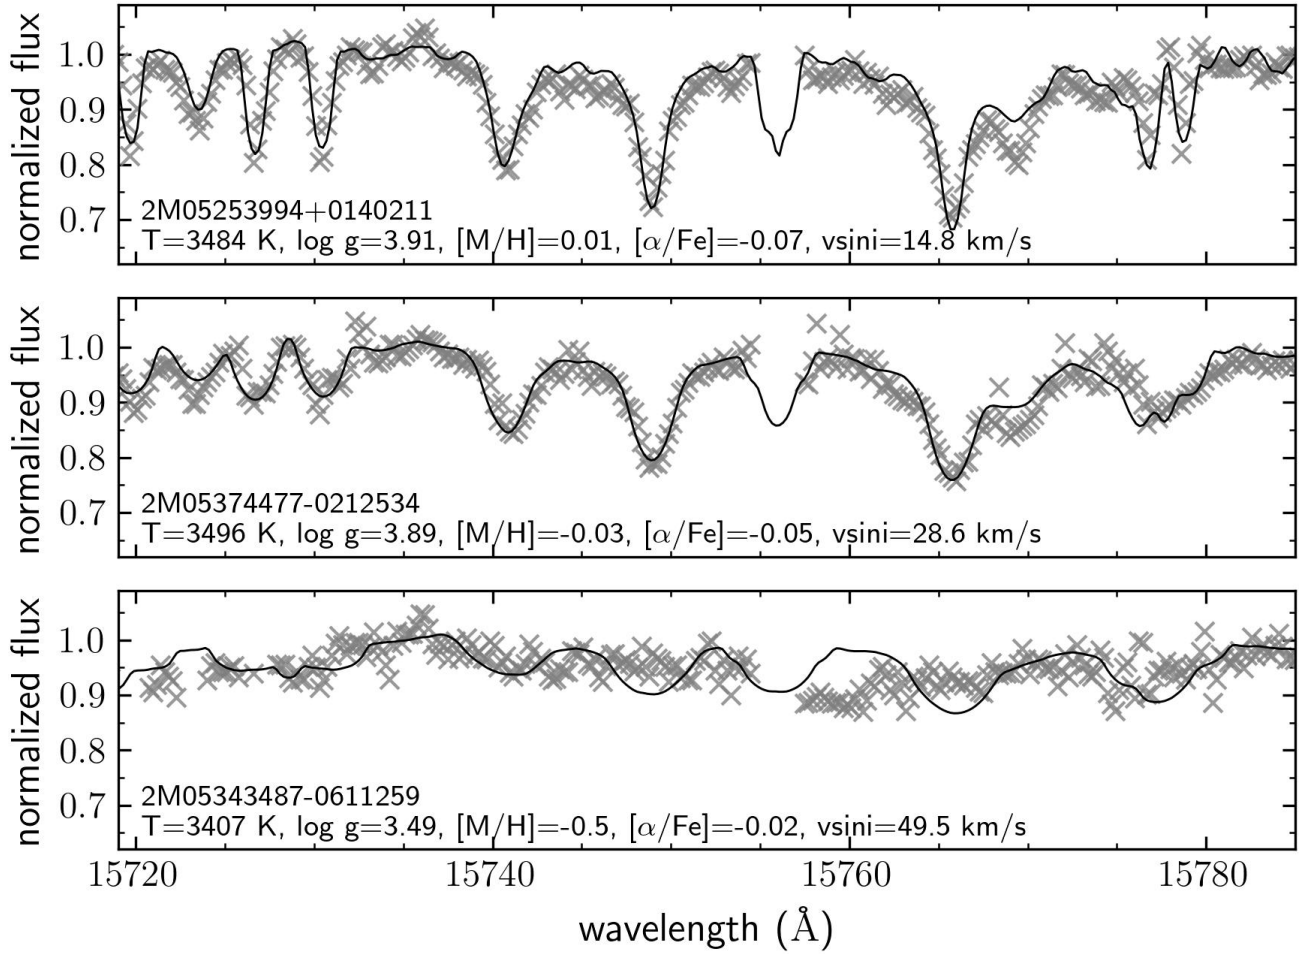 normalized flux
1.0
0.9
0.8
0.7
2M05253994+0140211
T=3484 K, log g=3.91, [M/H]=0.01, [α/Fe]=-0.07, vsini=14.8 km/s
normalized flux
1.0
0.9
0.8
0.7
2M05374477-0212534
T=3496 K, log g=3.89, [M/H]=-0.03, [α/Fe]=-0.05, vsini=28.6 km/s
normalized flux
1.0
0.9
0.8
0.7
2M05343487-0611259
T=3407 K, log g=3.49, [M/H]=-0.5, [α/Fe]=-0.02, vsini=49.5 km/s
15720 15740 15760 15780
wavelength (Å)